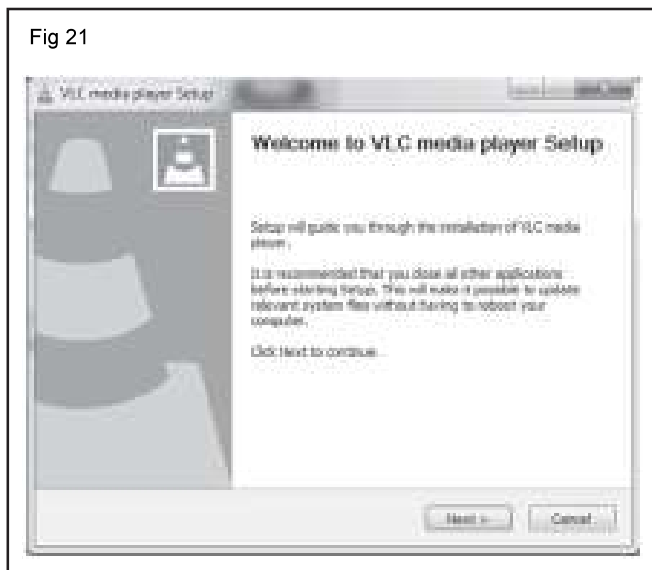 Fig 21
VLC media player Setup
Welcome to VLC media player Setup
Setup will guide you through the installation of VLC media
player.
It is recommended that you close all other applications
before starting Setup. This will make it possible to update
relevant system files without having to reboot your
computer.
Click Next to continue.
Next >
Cancel